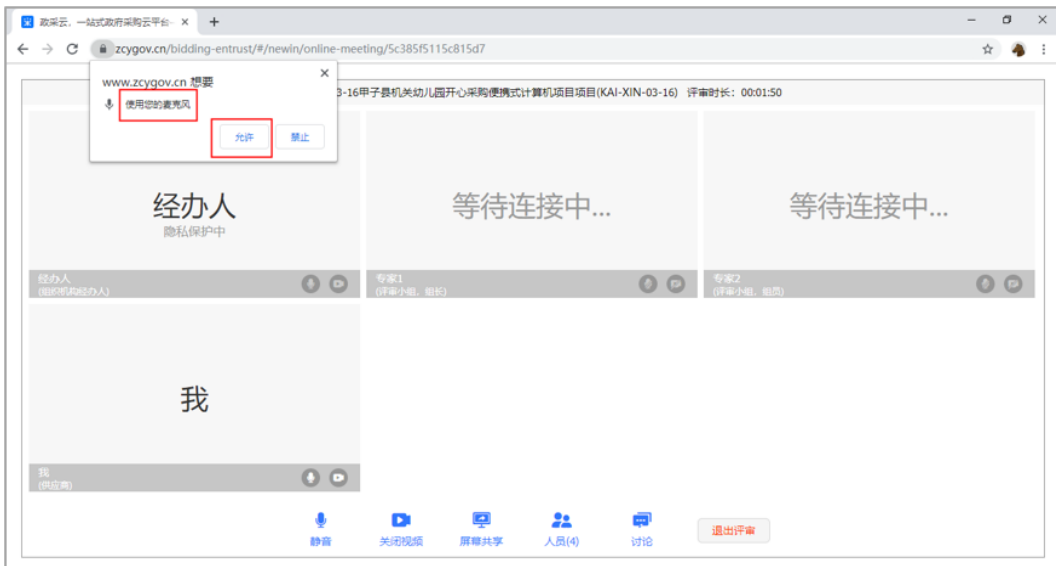 政采云，一站式政府采购云平台-
zcygov.cn/bidding-entrust/#/newin/online-meeting/5c385f5115c815d7
www.zcygov.cn 想要
使用您的麦克风
允许 禁止
3-16甲子县机关幼儿园开心采购便携式计算机项目项目(KAI-XIN-03-16) 评审时长：00:01:50
经办人
隐私保护中
经办人
(组织机构经办人)
等待连接中...
专家1
(评审小组，组长)
等待连接中...
专家2
(评审小组，组员)
我
我
(供应商)
静音 关闭视频 屏幕共享 人员(4) 讨论 退出评审